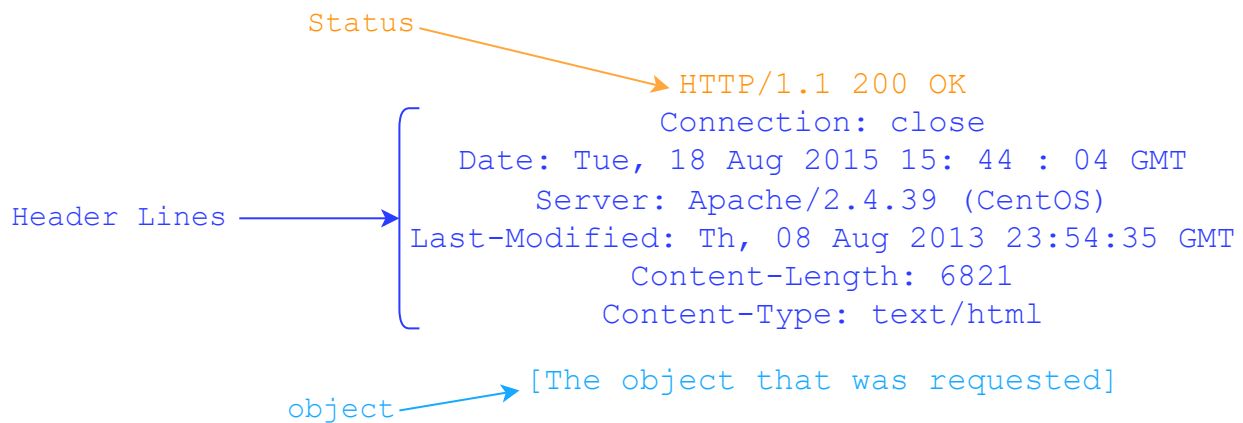 Status
HTTP/1.1 200 OK
Connection: close
Date: Tue, 18 Aug 2015 15: 44 : 04 GMT
Server: Apache/2.4.39 (CentOS)
Header Lines
Last-Modified: Th, 08 Aug 2013 23:54:35 GMT
Content-Length: 6821
Content-Type: text/html
[The object that was requested]
object